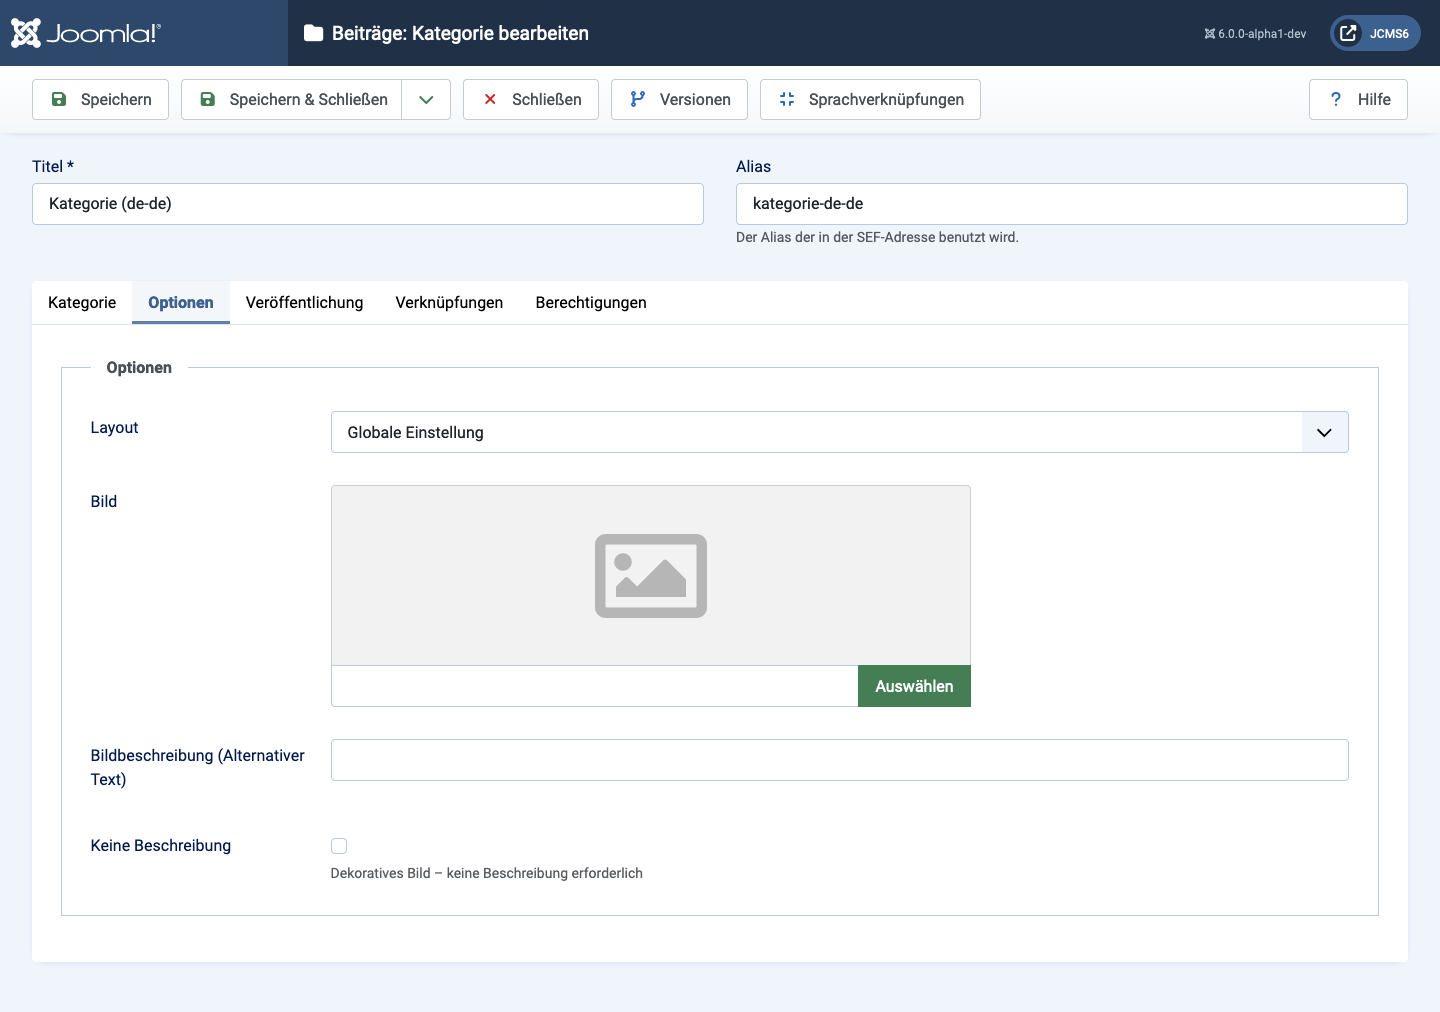 Joomla!®
Beiträge: Kategorie bearbeiten
6.0.0-alpha1-dev
JCMS6
Speichern
Speichern & Schließen
Schließen
Versionen
Sprachverknüpfungen
? Hilfe
Titel *
Alias
Kategorie (de-de)
kategorie-de-de
Der Alias der in der SEF-Adresse benutzt wird.
Kategorie
Optionen
Veröffentlichung
Verknüpfungen
Berechtigungen
Optionen
Layout
Globale Einstellung
Bild
Auswählen
Bildbeschreibung (Alternativer
Text)
Keine Beschreibung
Dekoratives Bild – keine Beschreibung erforderlich